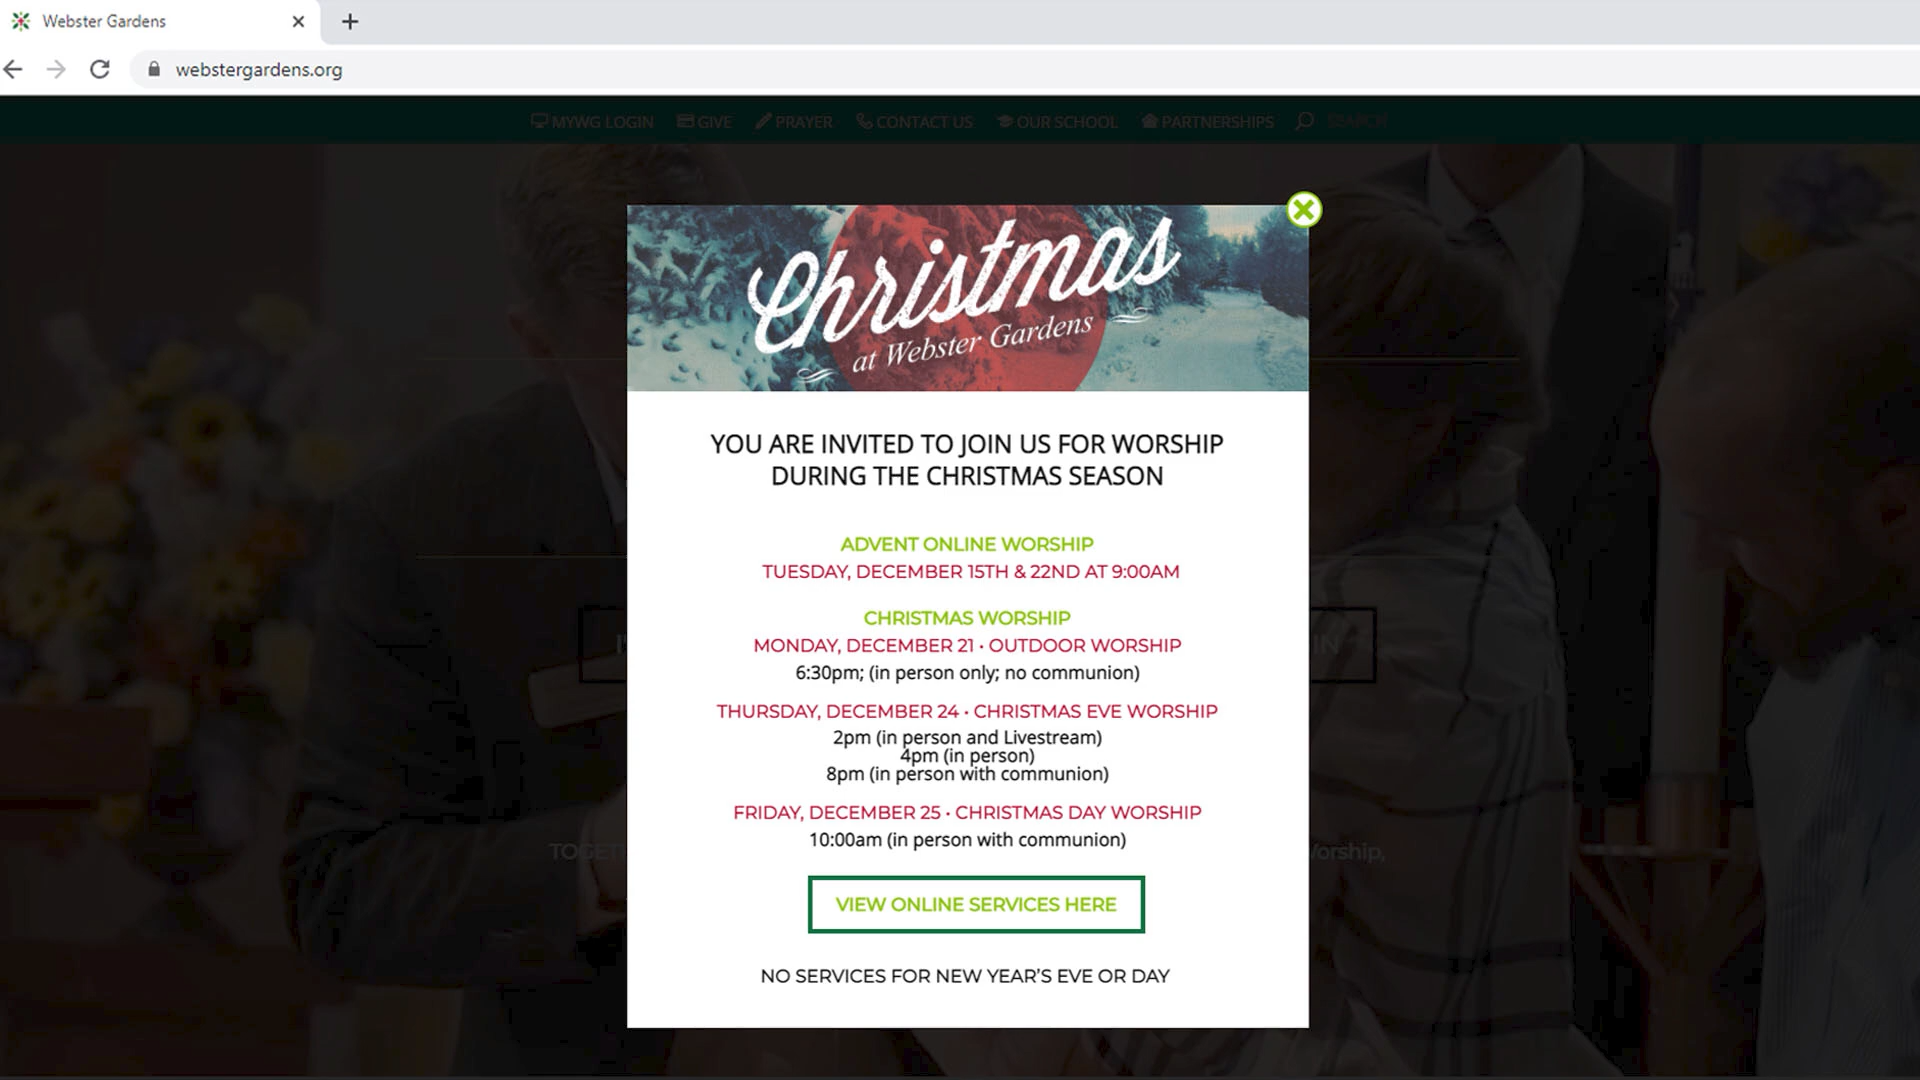 Webster Gardens
webstergardens.org
MYWG LOGIN GIVE PRAYER CONTACT US OUR SCHOOL PARTNERSHIPS SEARCH
Christmas
at Webster Gardens
YOU ARE INVITED TO JOIN US FOR WORSHIP
DURING THE CHRISTMAS SEASON
ADVENT ONLINE WORSHIP
TUESDAY, DECEMBER 15TH & 22ND AT 9:00AM
CHRISTMAS WORSHIP
MONDAY, DECEMBER 21 • OUTDOOR WORSHIP
6:30pm; (in person only; no communion)
IN
THURSDAY, DECEMBER 24 • CHRISTMAS EVE WORSHIP
2pm (in person and Livestream)
4pm (in person)
8pm (in person with communion)
FRIDAY, DECEMBER 25 • CHRISTMAS DAY WORSHIP
10:00am (in person with communion)
VIEW ONLINE SERVICES HERE
NO SERVICES FOR NEW YEAR’S EVE OR DAY